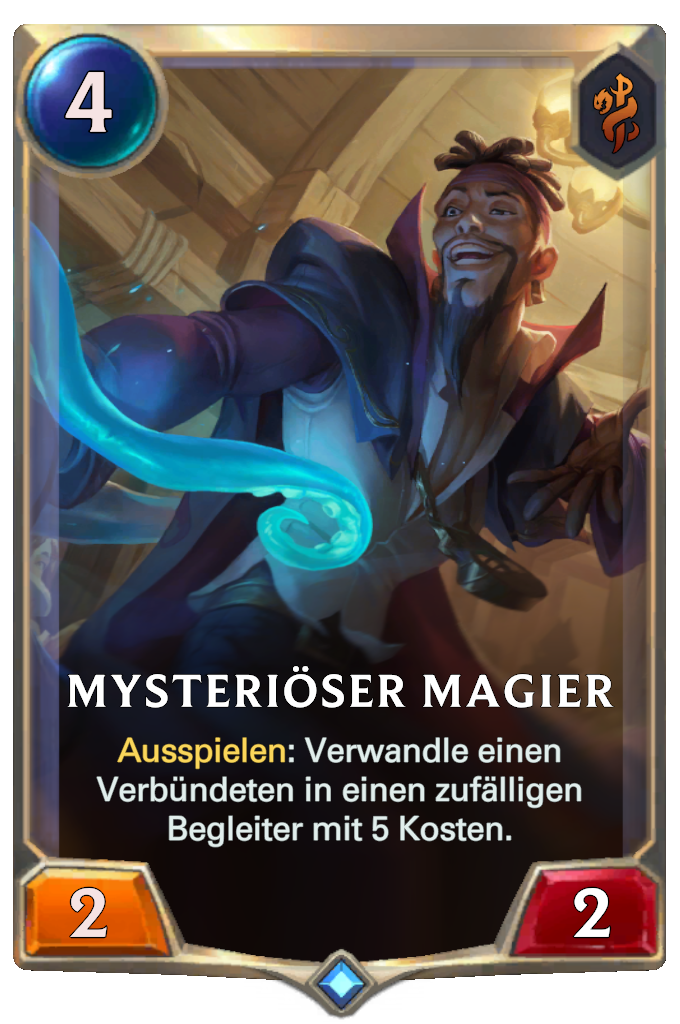 4
MYSTERIÖSER MAGIER
Ausspielen: Verwandle einen
Verbündeten in einen zufälligen
Begleiter mit 5 Kosten.
2
2